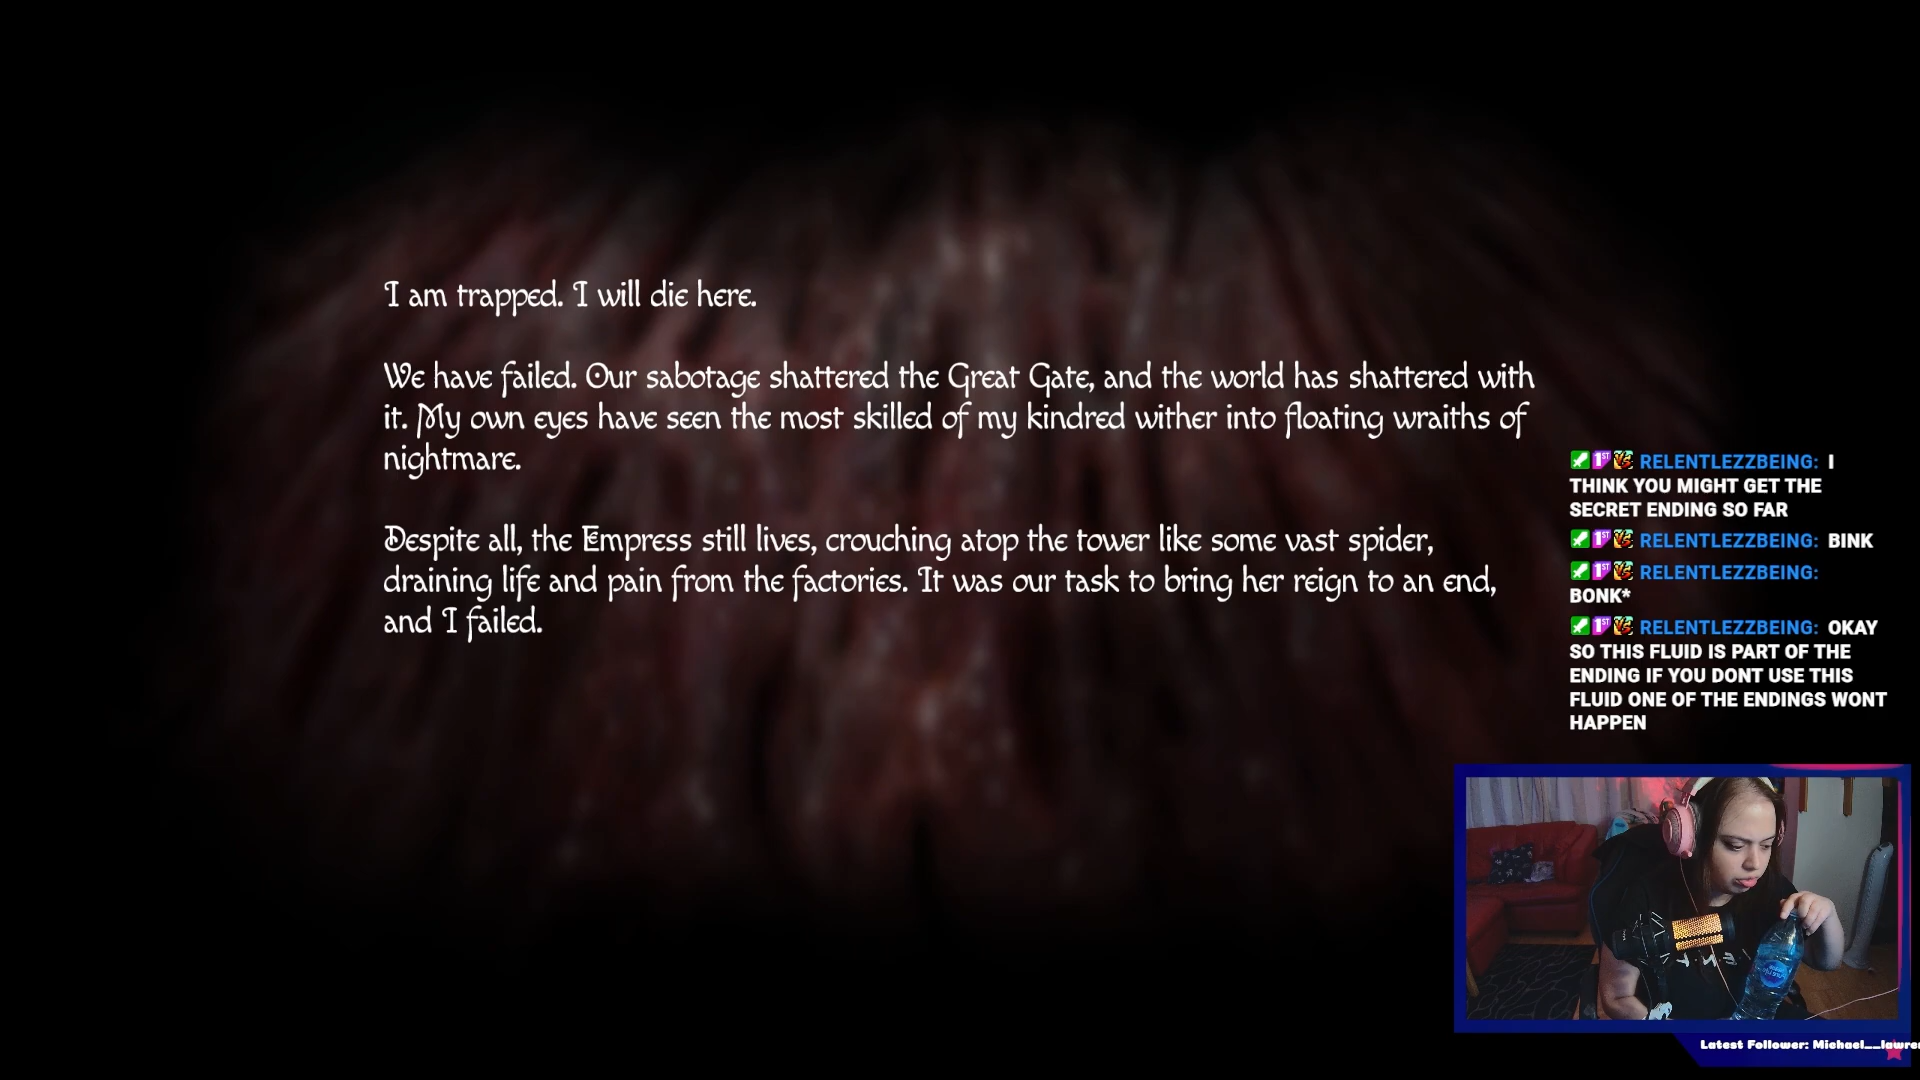 I am trapped. I will die here.
We have failed. Our sabotage shattered the Great Gate, and the world has shattered with
it. My own eyes have seen the most skilled of my kindred wither into floating wraiths of
nightmare.
Despite all, the Empress still lives, crouching atop the tower like some vast spider,
draining life and pain from the factories. It was our task to bring her reign to an end,
and I failed.
RELENTLEZZBEING: I
THINK YOU MIGHT GET THE
SECRET ENDING SO FAR
RELENTLEZZBEING: BINK
RELENTLEZZBEING:
BONK*
RELENTLEZZBEING: OKAY
SO THIS FLUID IS PART OF THE
ENDING IF YOU DONT USE THIS
FLUID ONE OF THE ENDINGS WONT
HAPPEN
Latest Follower: Michael__lawre